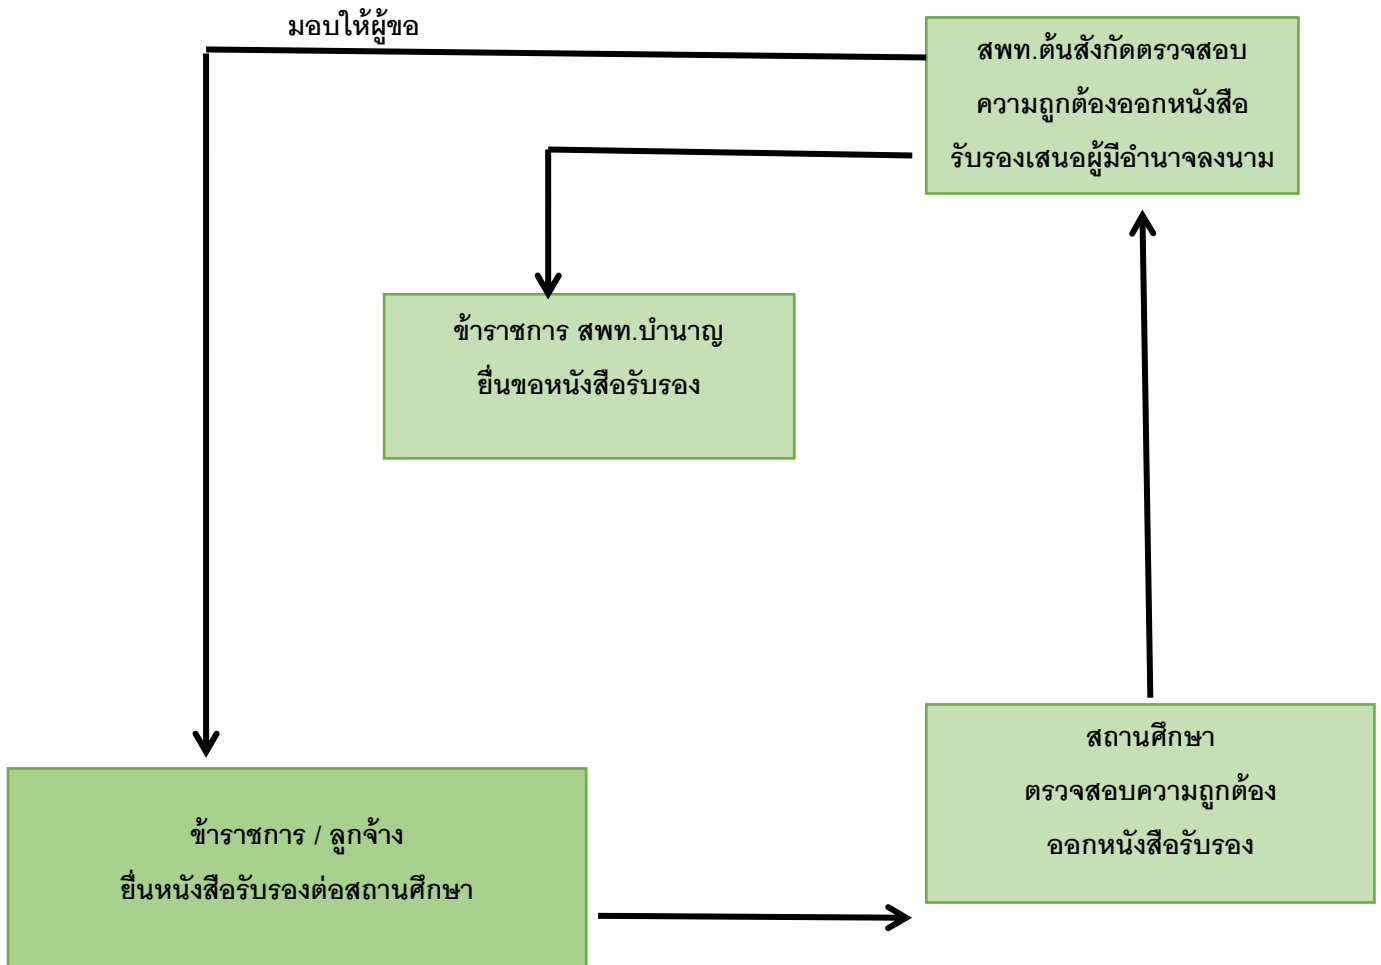 มอบให้ผู้ขอ
สพท.ต้นสังกัดตรวจสอบ
ความถูกต้องออกหนังสือ
รับรองเสนอผู้มีอำนาจลงนาม
ข้าราชการ สพท.บำนาญ
ยื่นขอหนังสือรับรอง
สถานศึกษา
ตรวจสอบความถูกต้อง
ออกหนังสือรับรอง
ข้าราชการ / ลูกจ้าง
ยื่นหนังสือรับรองต่อสถานศึกษา